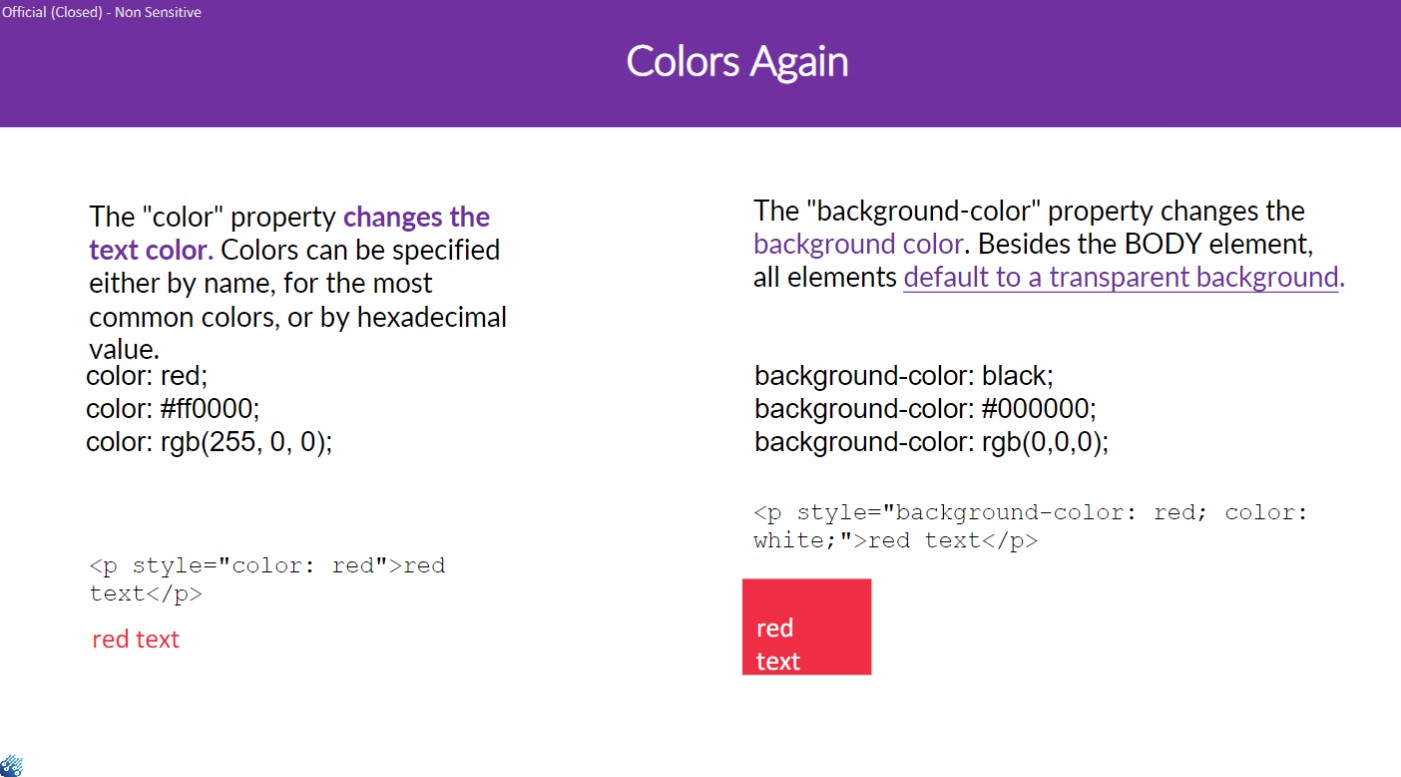 Official (Closed) - Non Sensitive
Colors Again
The "color" property changes the
text color. Colors can be specified
either by name, for the most
common colors, or by hexadecimal
value.
color: red;
color: #ff0000;
color: rgb(255, 0, 0);
<p style="color: red">red
text</p>
red text
The "background-color" property changes the
background color. Besides the BODY element,
all elements default to a transparent background.
background-color: black;
background-color: #000000;
background-color: rgb(0,0,0);
<p style="background-color: red; color:
white;">red text</p>
red
text